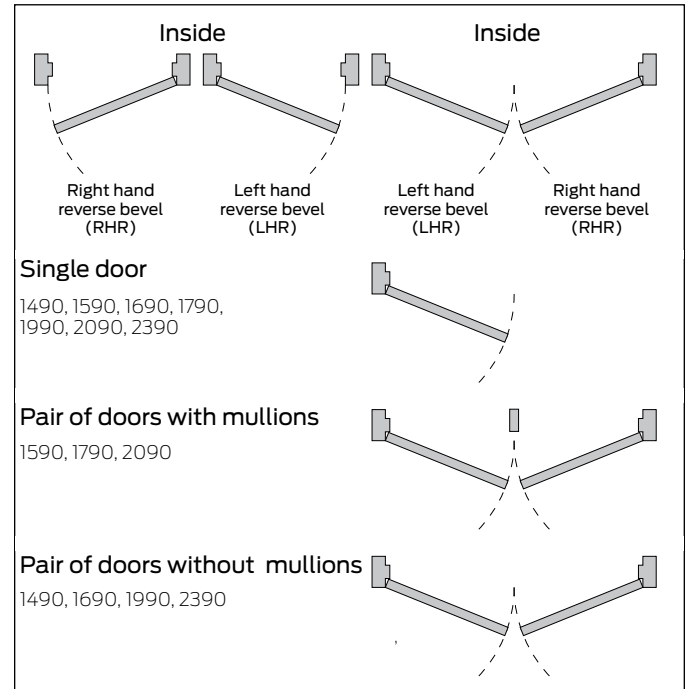 Inside
Inside
Right hand
reverse bevel
(RHR)
Left hand
reverse bevel
(LHR)
Left hand
reverse bevel
(LHR)
Right hand
reverse bevel
(RHR)
Single door
1490, 1590, 1690, 1790,
1990, 2090, 2390
Pair of doors with mullions
1590, 1790, 2090
Pair of doors without mullions
1490, 1690, 1990, 2390
,